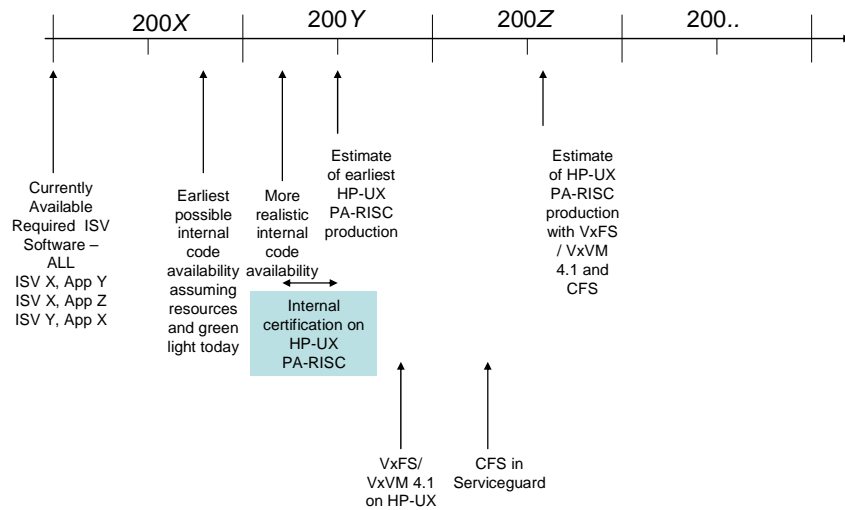 200X
200Y
200Z
200..
Currently
Available
Required ISV
Software –
ALL
ISV X, App Y
ISV X, App Z
ISV Y, App X
Earliest
possible
internal
code
availability
assuming
resources
and green
light today
More
realistic
internal
code
availability
Estimate
of earliest
HP-UX
PA-RISC
production
Estimate
of HP-UX
PA-RISC
production
with VxFS
/ VxVM
4.1 and
CFS
Internal
certification on
HP-UX
PA-RISC
VxFS/
VxVM 4.1
on HP-UX
CFS in
Serviceguard